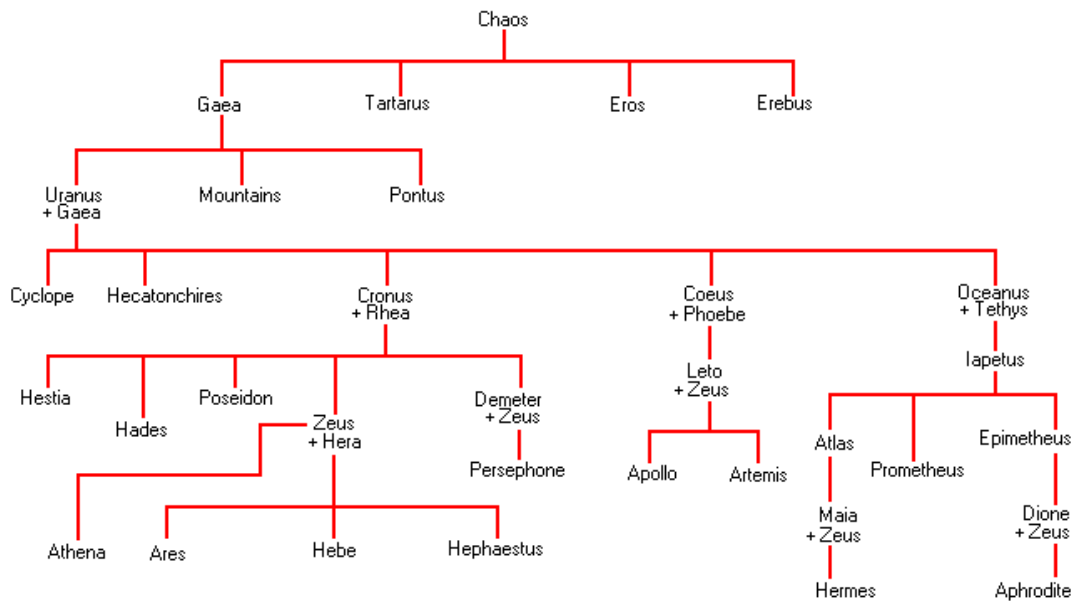 Chaos
Gaea
Tartarus
Eros
Erebus
Uranus
+ Gaea
Mountains
Pontus
Cyclope
Hecatonchires
Cronus
+ Rhea
Coeus
+ Phoebe
Oceanus
+ Tethys
Iapetus
Hestia
Hades
Poseidon
Zeus
+ Hera
Demeter
+ Zeus
Persephone
Leto
+ Zeus
Apollo
Artemis
Atlas
Prometheus
Epimetheus
Athena
Ares
Hebe
Hephaestus
Maia
+ Zeus
Dione
+ Zeus
Hermes
Aphrodite